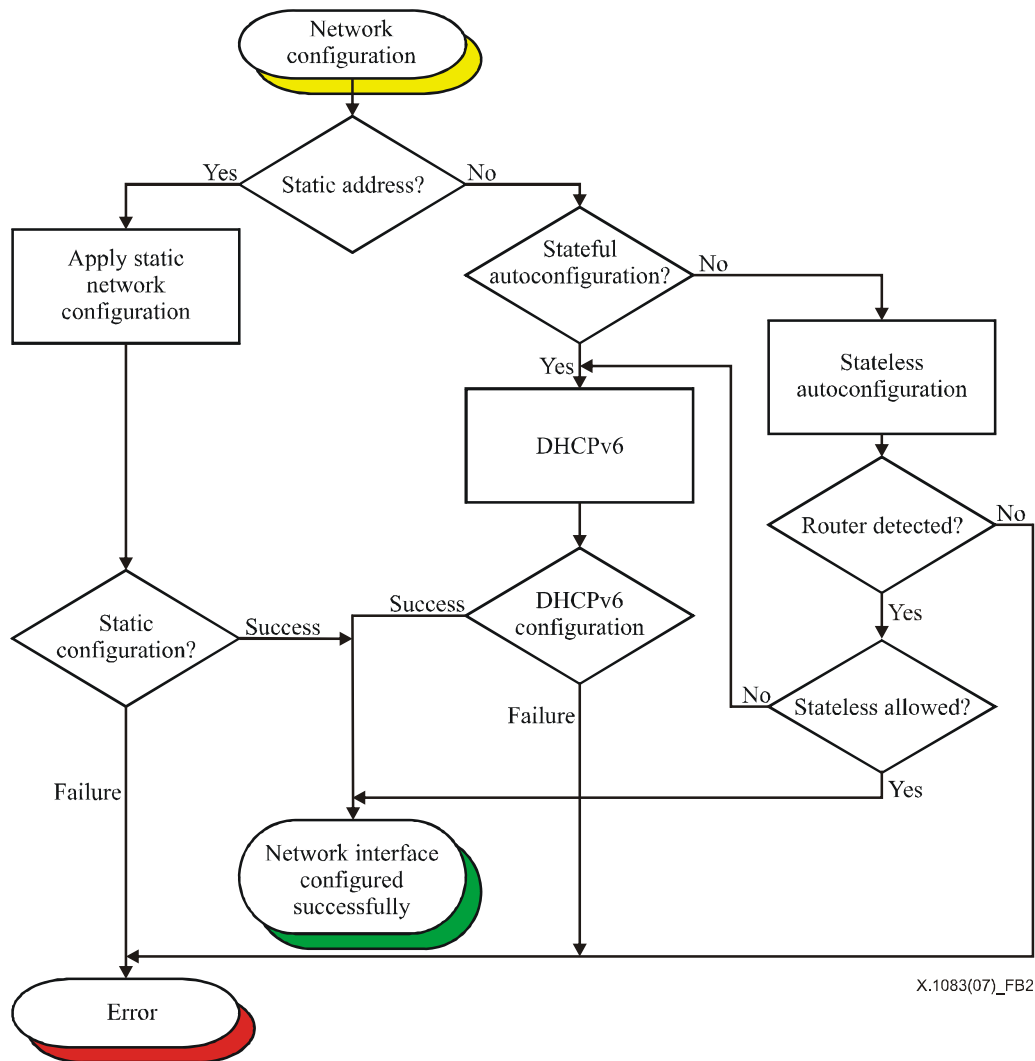 Network
configuration
Static address?
Yes
No
Apply static
network
configuration
Stateful
autoconfiguration?
No
Yes
Stateless
autoconfiguration
DHCPv6
Router detected?
No
Yes
Static
configuration?
Success
Success
DHCPv6
configuration
Stateless allowed?
No
Failure
Failure
Yes
Network interface
configured
successfully
Error
X.1083(07)_FB2